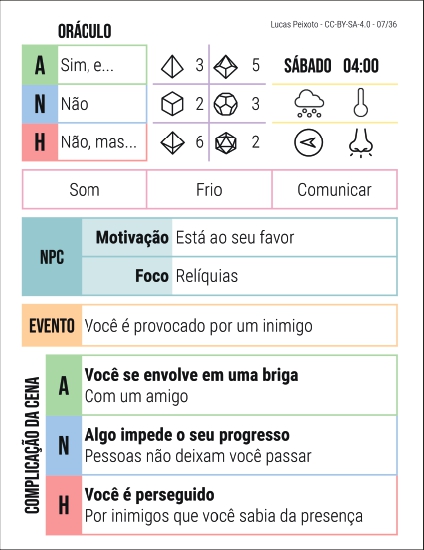 Lucas Peixoto - CC-BY-SA-4.0 - 07/36
ORÁCULO
A Sim, e...
N Não
H Não, mas...
3 5
2 3
6 2
SÁBADO 04:00
Som Frio Comunicar
NPC
Motivação Está ao seu favor
Foco Relíquias
EVENTO Você é provocado por um inimigo
COMPLICAÇÃO DA CENA
A
Você se envolve em uma briga
Com um amigo
N
Algo impede o seu progresso
Pessoas não deixam você passar
H
Você é perseguido
Por inimigos que você sabia da presença